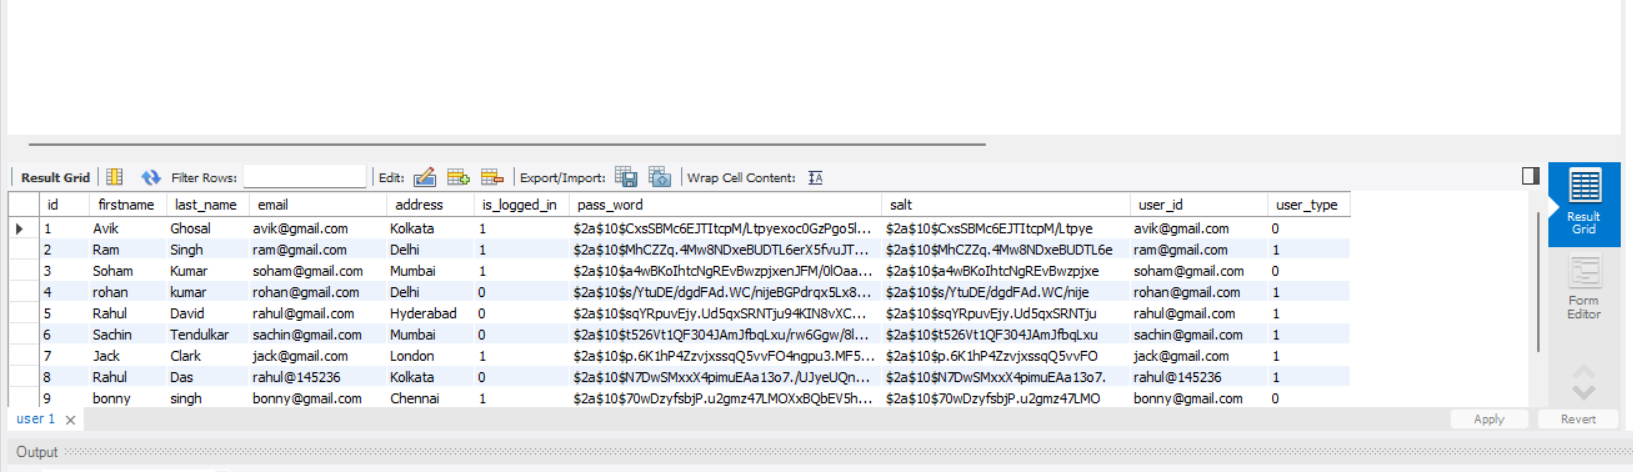 Result Grid Filter Rows: Edit: Export/Import: Wrap Cell Content:
id firstname last_name email address is_logged_in pass_word salt user_id user_type
1 Avik Ghosal avik@gmail.com Kolkata 1 $2a$10$CxsSBMc6EJTItcpM/Ltpyexoc0GzPgo5l... $2a$10$CxsSBMc6EJTItcpM/Ltpye avik@gmail.com 0
2 Ram Singh ram@gmail.com Delhi 1 $2a$10$MhCZZq.4Mw8NDxeBUDTL6erX5fvuJT... $2a$10$MhCZZq.4Mw8NDxeBUDTL6e ram@gmail.com 1
3 Soham Kumar soham@gmail.com Mumbai 1 $2a$10$a4wBKoIhtcNgREvBwzpjxenJFM/0lOaa... $2a$10$a4wBKoIhtcNgREvBwzpjxe soham@gmail.com 0
4 rohan kumar rohan@gmail.com Delhi 0 $2a$10$s/YtuDE/dgdFAd.WC/nijeBGPdrqx5Lx8... $2a$10$s/YtuDE/dgdFAd.WC/nije rohan@gmail.com 1
5 Rahul David rahul@gmail.com Hyderabad 0 $2a$10$sqYRpuvEjy.Ud5qxSRNTju94KIN8vXC... $2a$10$sqYRpuvEjy.Ud5qxSRNTju rahul@gmail.com 1
6 Sachin Tendulkar sachin@gmail.com Mumbai 0 $2a$10$t526Vt1QF304JAmJfbqLxu/rw6Ggw/8l... $2a$10$t526Vt1QF304JAmJfbqLxu sachin@gmail.com 1
7 Jack Clark jack@gmail.com London 1 $2a$10$p.6K1hP4ZzvjxssqQ5vvFO4ngpu3.MF5... $2a$10$p.6K1hP4ZzvjxssqQ5vvFO jack@gmail.com 1
8 Rahul Das rahul@145236 Kolkata 0 $2a$10$N7DwSMxxX4pimuEAa13o7./UJyeUQn... $2a$10$N7DwSMxxX4pimuEAa13o7. rahul@145236 1
9 bonny singh bonny@gmail.com Chennai 1 $2a$10$70wDzyfsbjP.u2gmz47LMOXxBQbEV5h... $2a$10$70wDzyfsbjP.u2gmz47LMO bonny@gmail.com 0
Result
Grid
Form
Editor
user 1 Apply Revert
Output